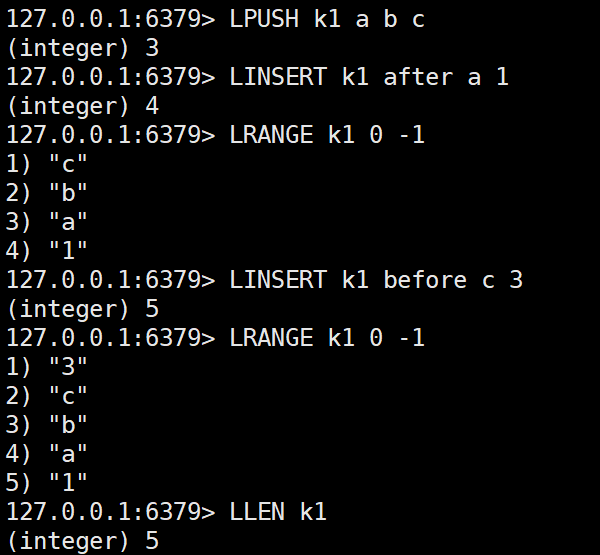 127.0.0.1:6379> LPUSH k1 a b c
(integer) 3
127.0.0.1:6379> LINSERT k1 after a 1
(integer) 4
127.0.0.1:6379> LRANGE k1 0 -1
1) "c"
2) "b"
3) "a"
4) "1"
127.0.0.1:6379> LINSERT k1 before c 3
(integer) 5
127.0.0.1:6379> LRANGE k1 0 -1
1) "3"
2) "c"
3) "b"
4) "a"
5) "1"
127.0.0.1:6379> LLEN k1
(integer) 5